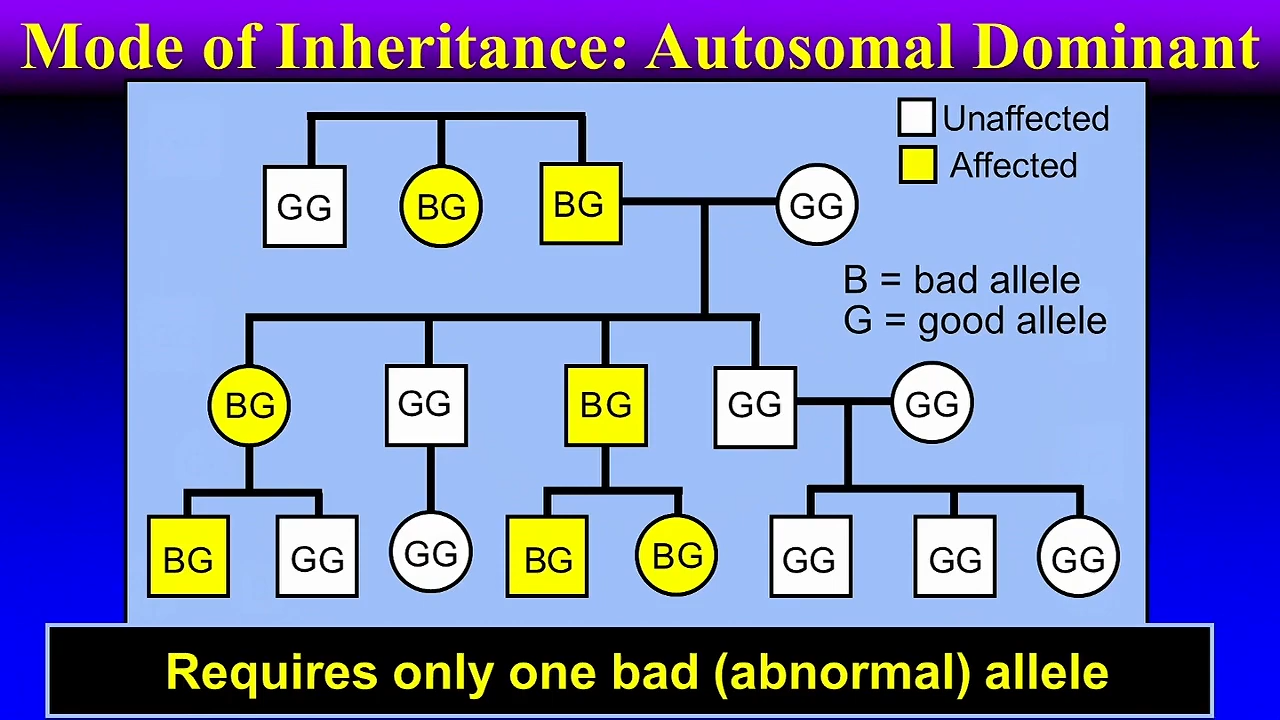 Mode of Inheritance: Autosomal Dominant
Unaffected
Affected
GG BG BG GG
B = bad allele
G = good allele
BG GG BG GG GG
BG GG GG BG BG GG GG GG
Requires only one bad (abnormal) allele